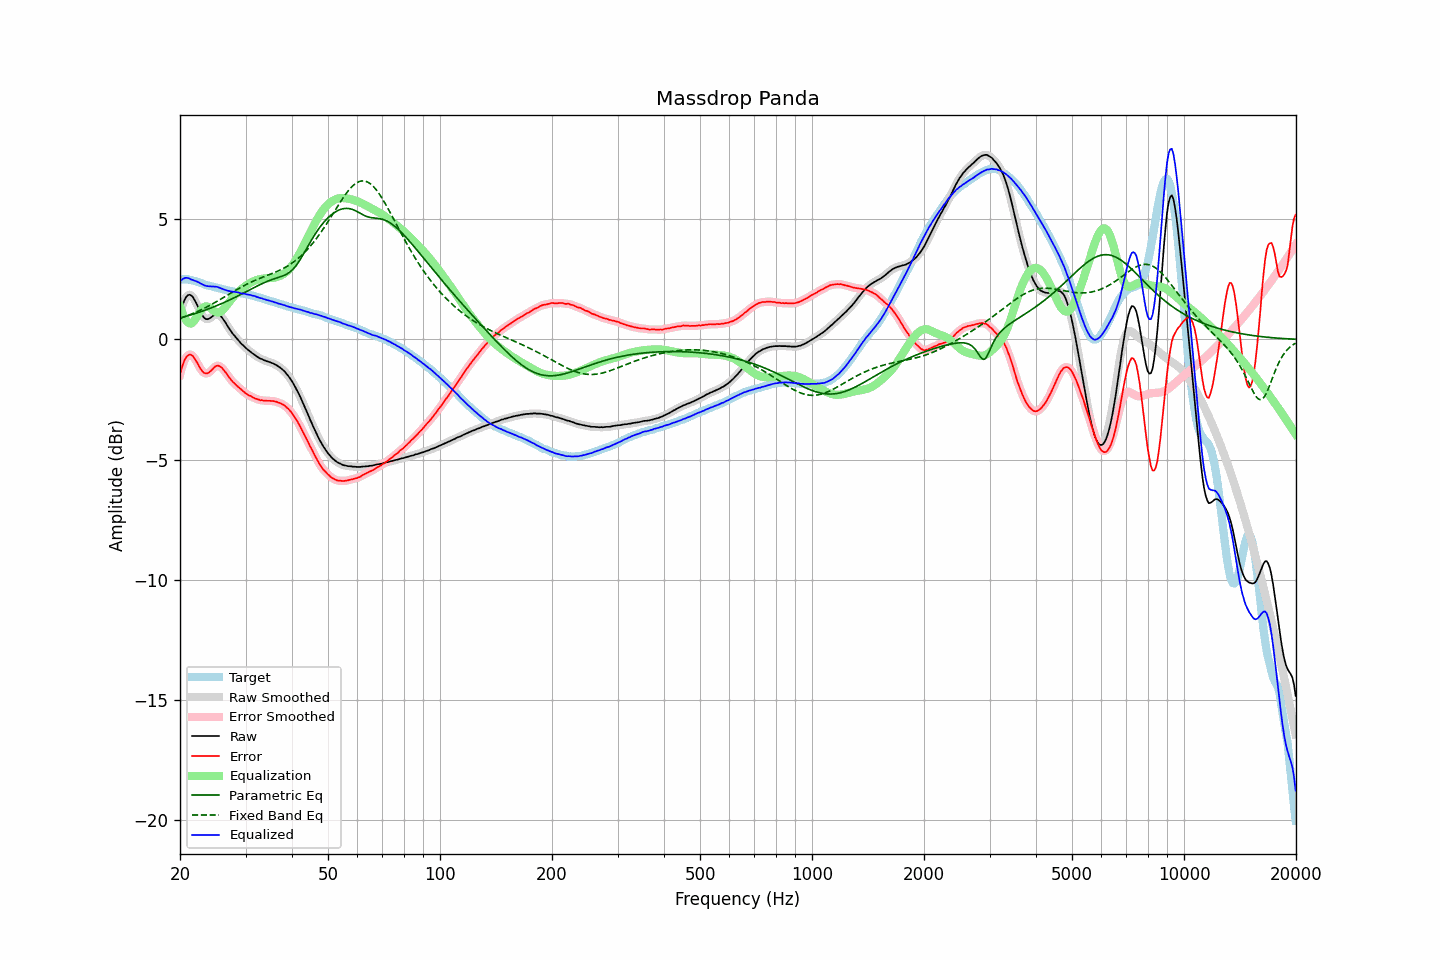 Massdrop Panda
Amplitude (dBr)
5
0
−5
−10
−15
−20
Target
Raw Smoothed
Error Smoothed
Raw
Error
Equalization
Parametric Eq
Fixed Band Eq
Equalized
20 50 100 200 500 1000 2000 5000 10000 20000
Frequency (Hz)